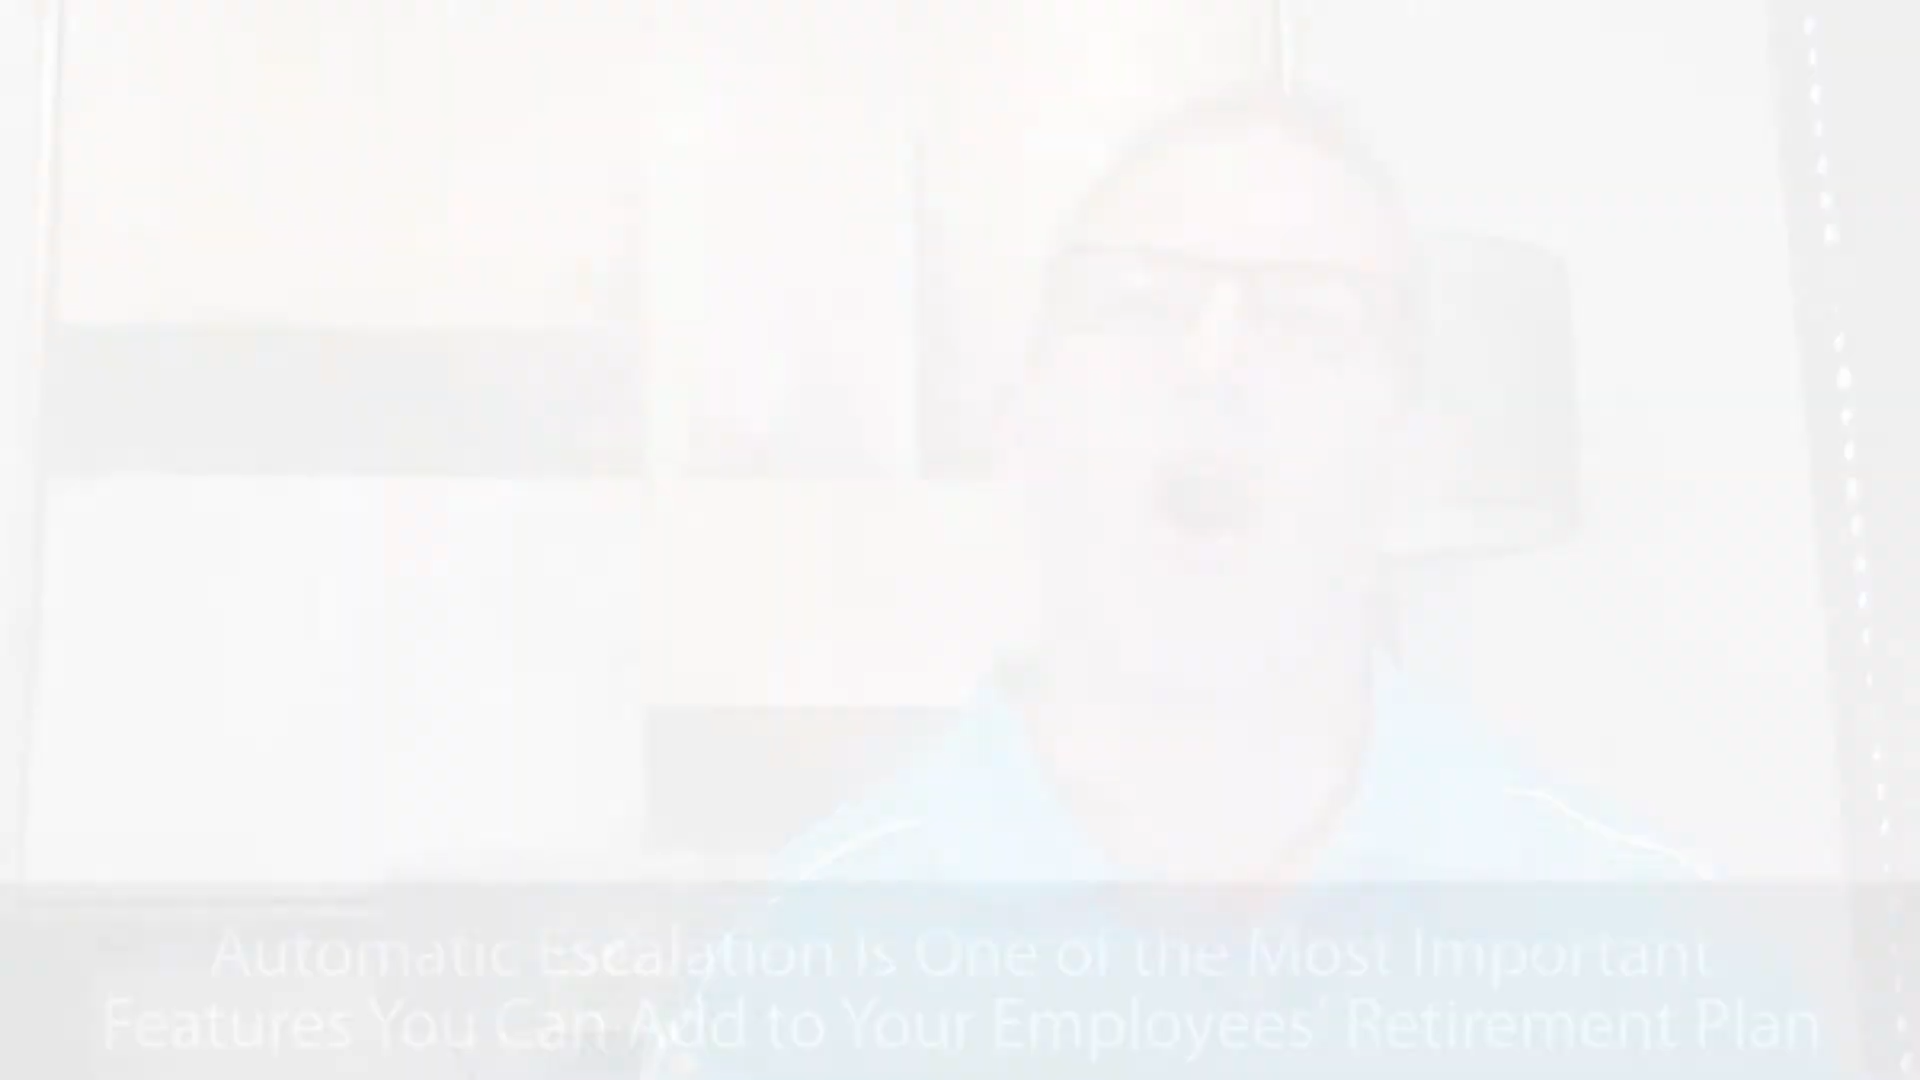 Automatic Escalation Is One of the Most Important
Features You Can Add to Your Employees' Retirement Plan